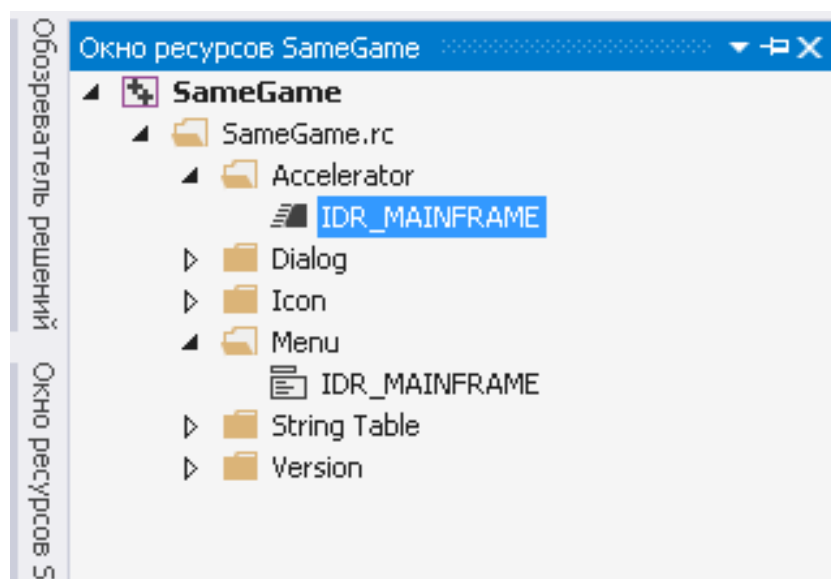 Обозреватель решений
Окно ресурсов S
Окно ресурсов SameGame
SameGame
SameGame.rc
Accelerator
IDR_MAINFRAME
Dialog
Icon
Menu
IDR_MAINFRAME
String Table
Version